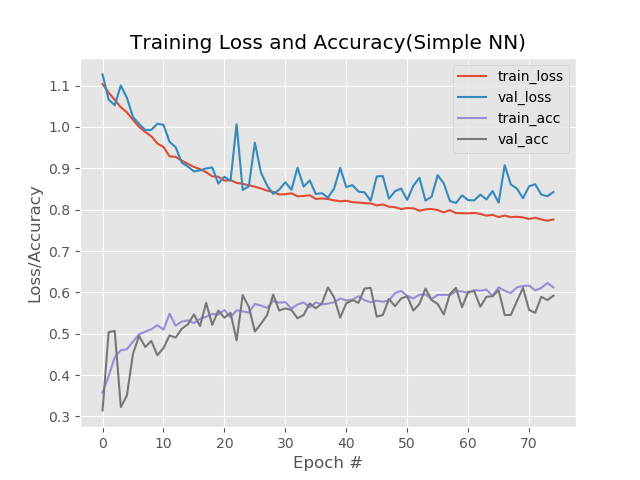 Training Loss and Accuracy(Simple NN)
train_loss
val_loss
train_acc
val_acc
Loss/Accuracy
1.1
1.0
0.9
0.8
0.7
0.6
0.5
0.4
0.3
0 10 20 30 40 50 60 70
Epoch #